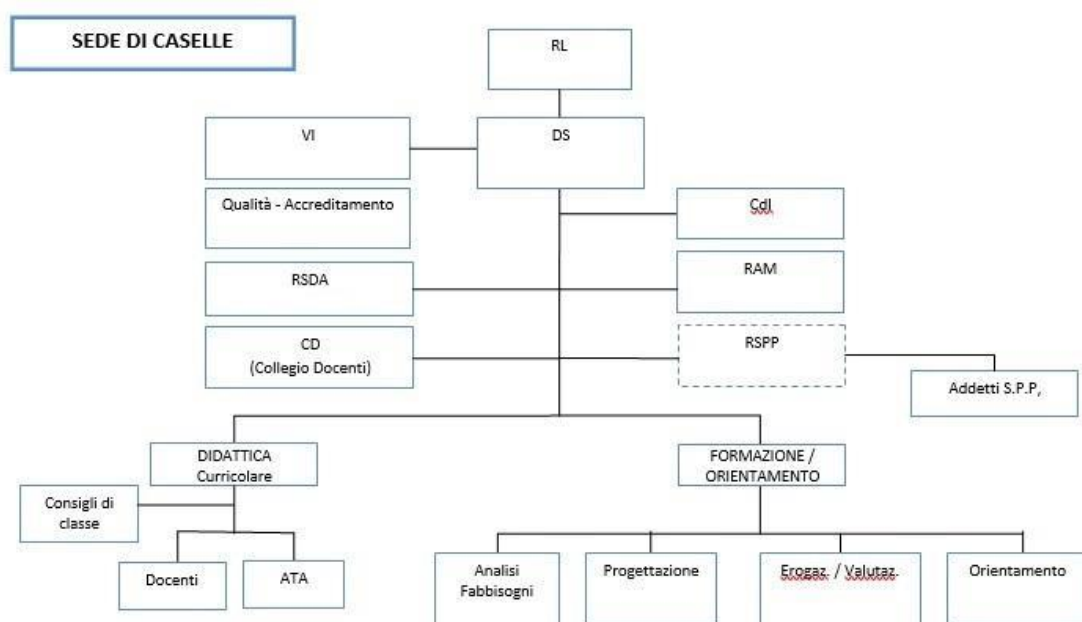 SEDE DI CASELLE
RL
VI
DS
Qualità - Accreditamento
CdI
RSDA
RAM
CD
(Collegio Docenti)
RSPP
Addetti S.P.P,
DIDATTICA
Curricolare
FORMAZIONE /
ORIENTAMENTO
Consigli di
classe
Docenti
ATA
Analisi
Fabbisogni
Progettazione
Erogaz. / Valutaz.
Orientamento